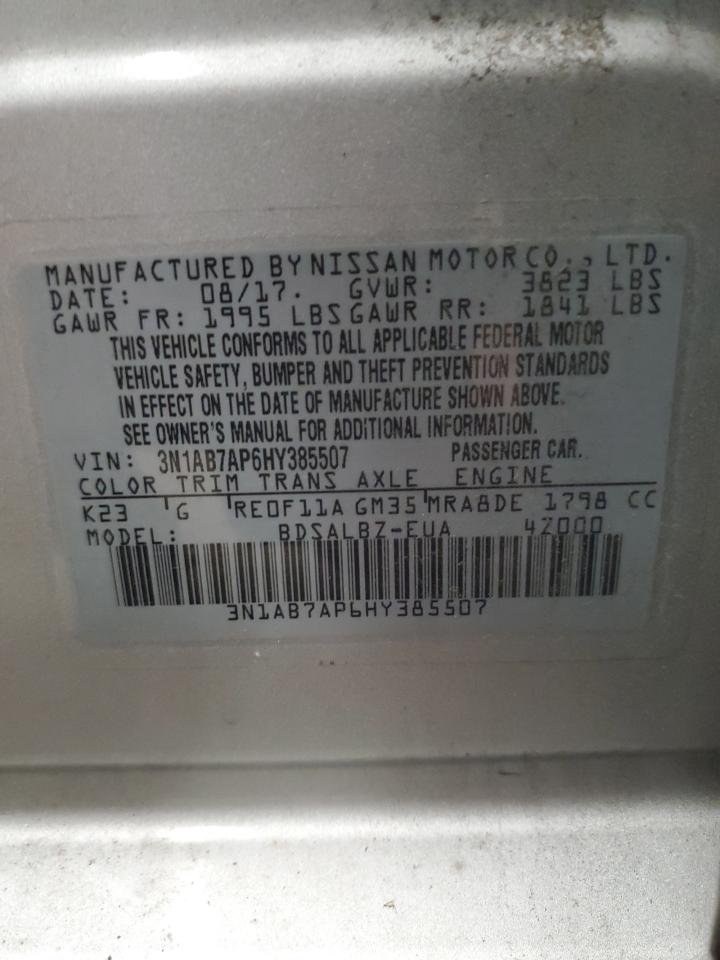 MANUFACTURED BY NISSAN MOTOR CO., LTD.
DATE: 08/17. GVWR: 3823 LBS
GAWR FR: 1995 LBS GAWR RR: 1841 LBS
THIS VEHICLE CONFORMS TO ALL APPLICABLE FEDERAL MOTOR
VEHICLE SAFETY, BUMPER AND THEFT PREVENTION STANDARDS
IN EFFECT ON THE DATE OF MANUFACTURE SHOWN ABOVE.
SEE OWNER'S MANUAL FOR ADDITIONAL INFORMATION.
VIN: 3N1AB7AP6HY385507 PASSENGER CAR.
COLOR TRIM TRANS AXLE ENGINE
K23 G RE0F11A GM35 MRA8DE 1798 CC
MODEL: BDSALBZ-EUA 4Z000
3N1AB7AP6HY385507